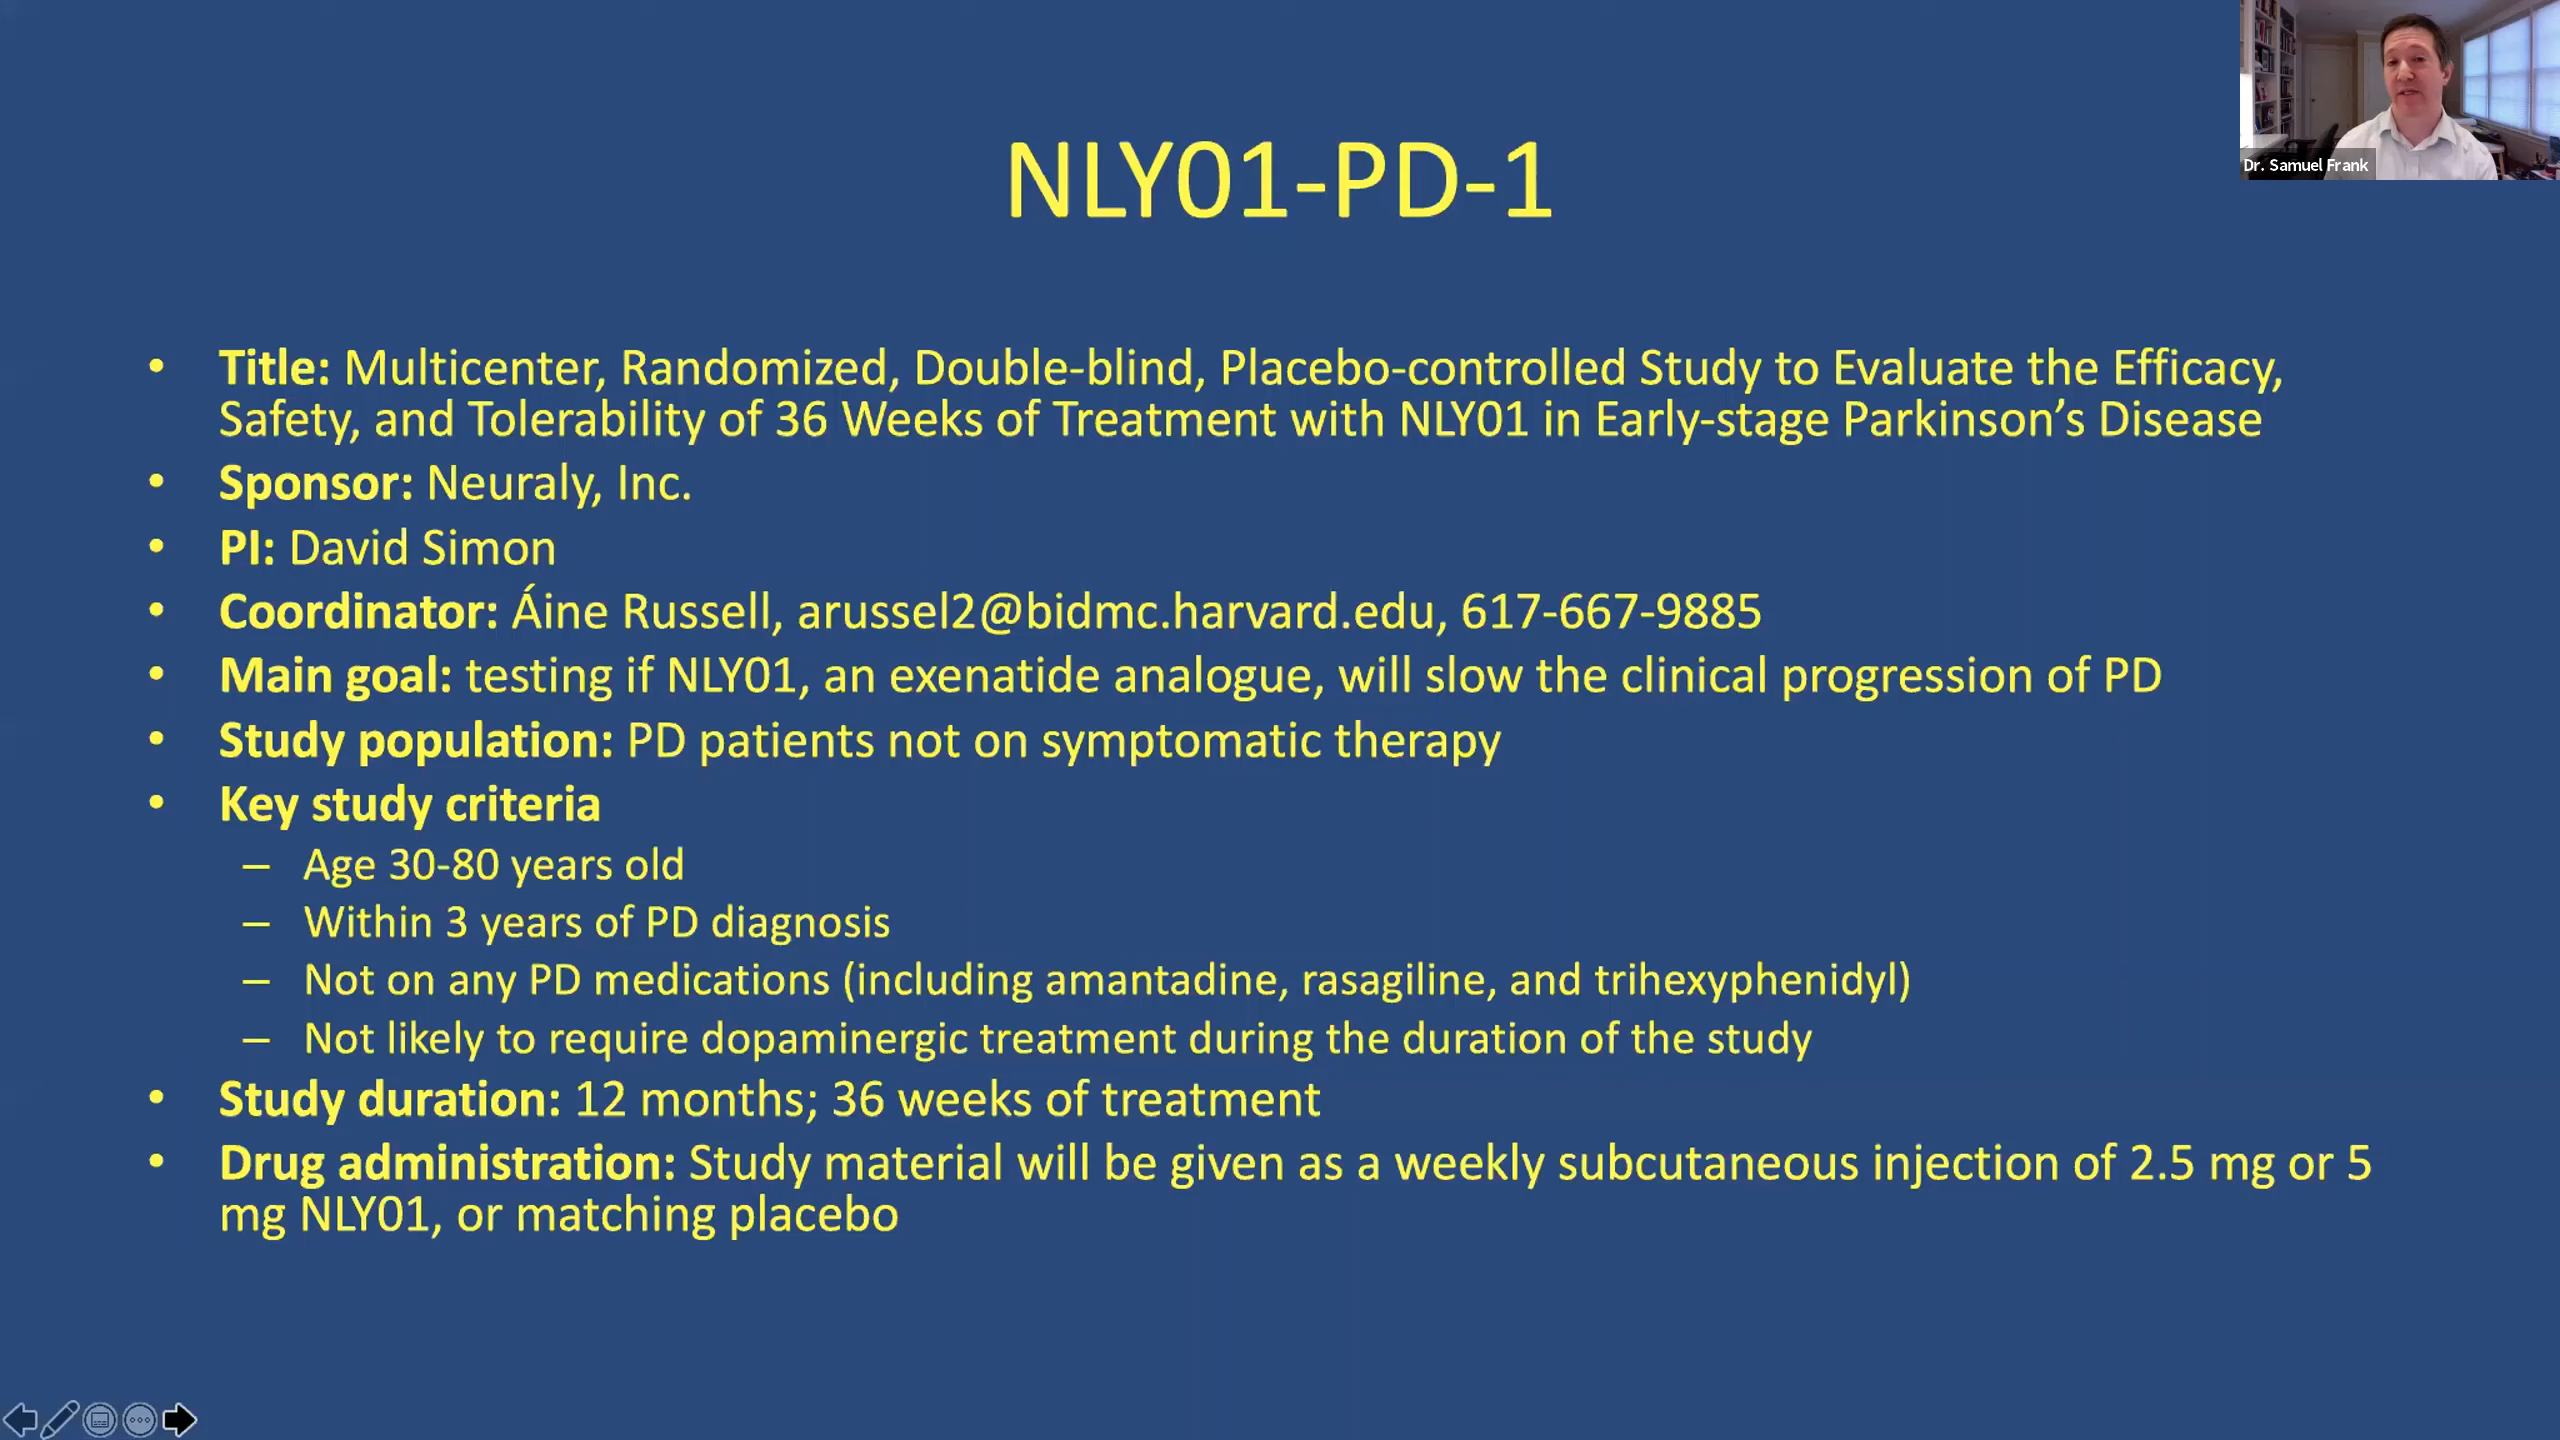 Dr. Samuel Frank
NLY01-PD-1
• Title: Multicenter, Randomized, Double-blind, Placebo-controlled Study to Evaluate the Efficacy,
Safety, and Tolerability of 36 Weeks of Treatment with NLY01 in Early-stage Parkinson’s Disease
• Sponsor: Neuraly, Inc.
• PI: David Simon
• Coordinator: Áine Russell, arussel2@bidmc.harvard.edu, 617-667-9885
• Main goal: testing if NLY01, an exenatide analogue, will slow the clinical progression of PD
• Study population: PD patients not on symptomatic therapy
• Key study criteria
– Age 30-80 years old
– Within 3 years of PD diagnosis
– Not on any PD medications (including amantadine, rasagiline, and trihexyphenidyl)
– Not likely to require dopaminergic treatment during the duration of the study
• Study duration: 12 months; 36 weeks of treatment
• Drug administration: Study material will be given as a weekly subcutaneous injection of 2.5 mg or 5
mg NLY01, or matching placebo